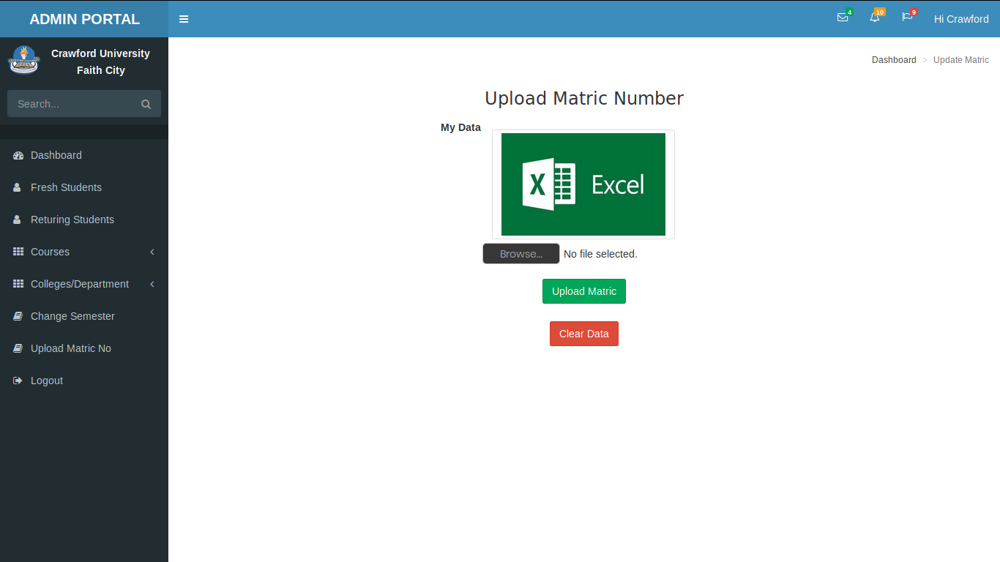 ADMIN PORTAL
4
10
9
Hi Crawford
Crawford University
Faith City
Search...
Dashboard
Fresh Students
Returing Students
Courses
Colleges/Department
Change Semester
Upload Matric No
Logout
Dashboard > Update Matric
Upload Matric Number
My Data
X Excel
Browse... No file selected.
Upload Matric
Clear Data